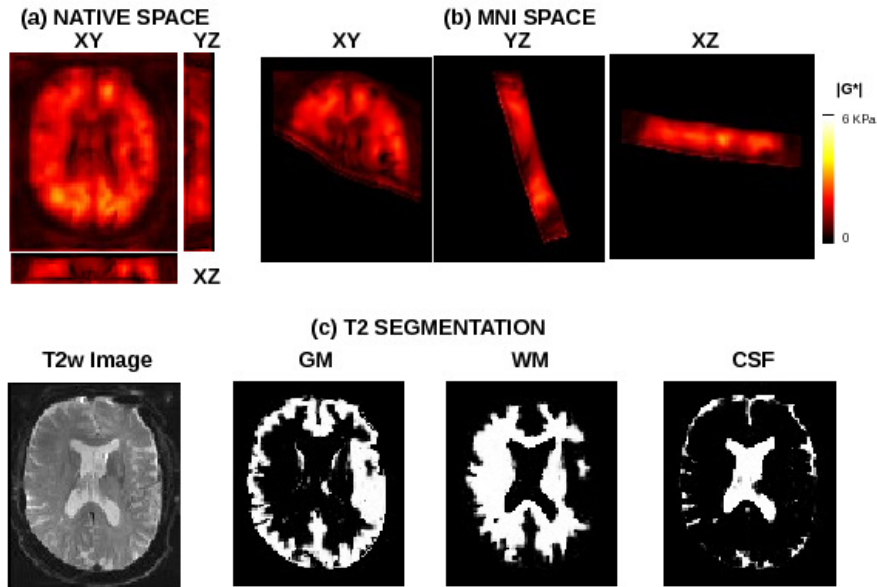 (a) NATIVE SPACE
XY YZ
XZ
(b) MNI SPACE
XY YZ XZ
|G*|
6 KPa
0
(c) T2 SEGMENTATION
T2w Image GM WM CSF